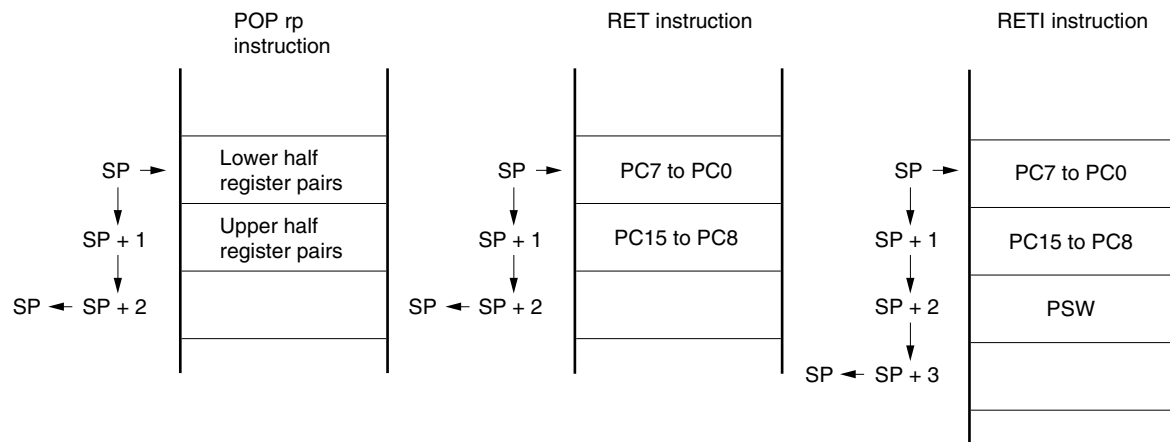 POP rp
instruction
SP
Lower half
register pairs
SP + 1
Upper half
register pairs
SP
SP + 2
RET instruction
SP
PC7 to PC0
SP + 1
PC15 to PC8
SP
SP + 2
RETI instruction
SP
PC7 to PC0
SP + 1
PC15 to PC8
SP + 2
PSW
SP
SP + 3